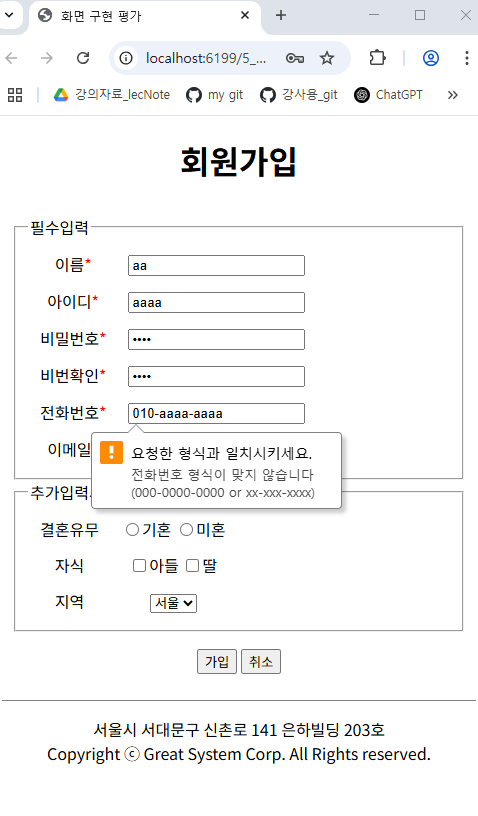 화면 구현 평가
localhost:6199/5_...
강의자료_lecNote my git 강사용_git ChatGPT
회원가입
필수입력
이름* aa
아이디* aaaa
비밀번호* ••••
비번확인* ••••
전화번호* 010-aaaa-aaaa
이메일
요청한 형식과 일치시키세요.
전화번호 형식이 맞지 않습니다
(000-0000-0000 or xx-xxx-xxxx)
추가입력
결혼유무 기혼 미혼
자식 아들 딸
지역 서울
가입 취소
서울시 서대문구 신촌로 141 은하빌딩 203호
Copyright ⓒ Great System Corp. All Rights reserved.